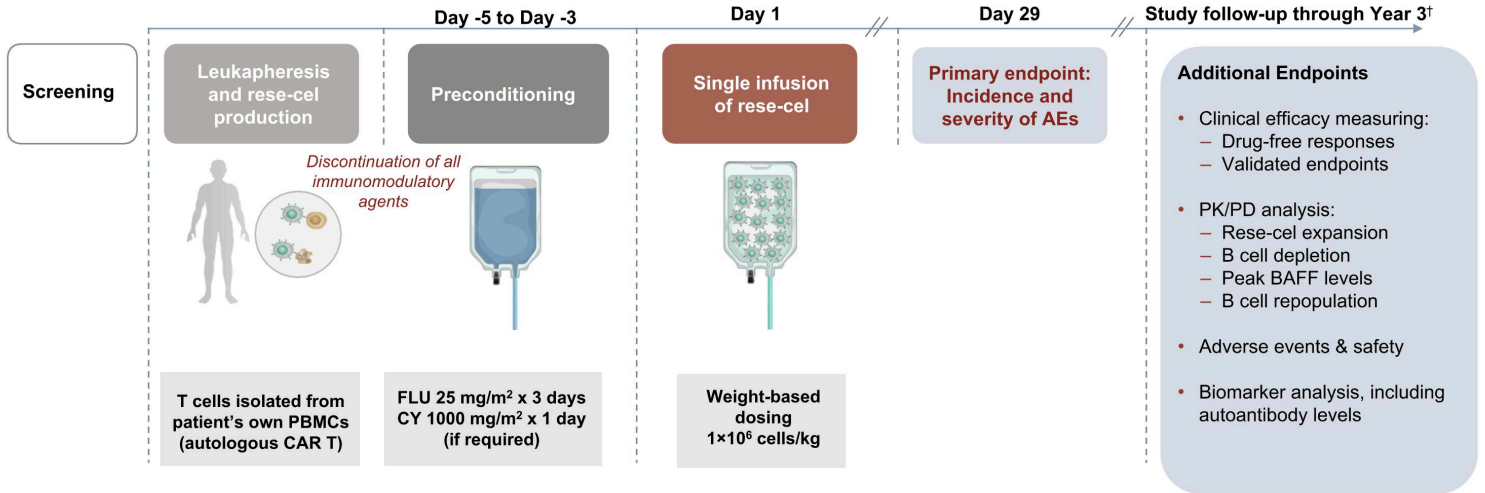 Day -5 to Day -3
Day 1
Day 29
Study follow-up through Year 3†
Screening
Leukapheresis
and rese-cel
production
Preconditioning
Single infusion
of rese-cel
Primary endpoint:
Incidence and
severity of AEs
Discontinuation of all
immunomodulatory
agents
T cells isolated from
patient's own PBMCs
(autologous CAR T)
FLU 25 mg/m² x 3 days
CY 1000 mg/m² x 1 day
(if required)
Weight-based
dosing
1×10⁶ cells/kg
Additional Endpoints
• Clinical efficacy measuring:
– Drug-free responses
– Validated endpoints
• PK/PD analysis:
– Rese-cel expansion
– B cell depletion
– Peak BAFF levels
– B cell repopulation
• Adverse events & safety
• Biomarker analysis, including
autoantibody levels